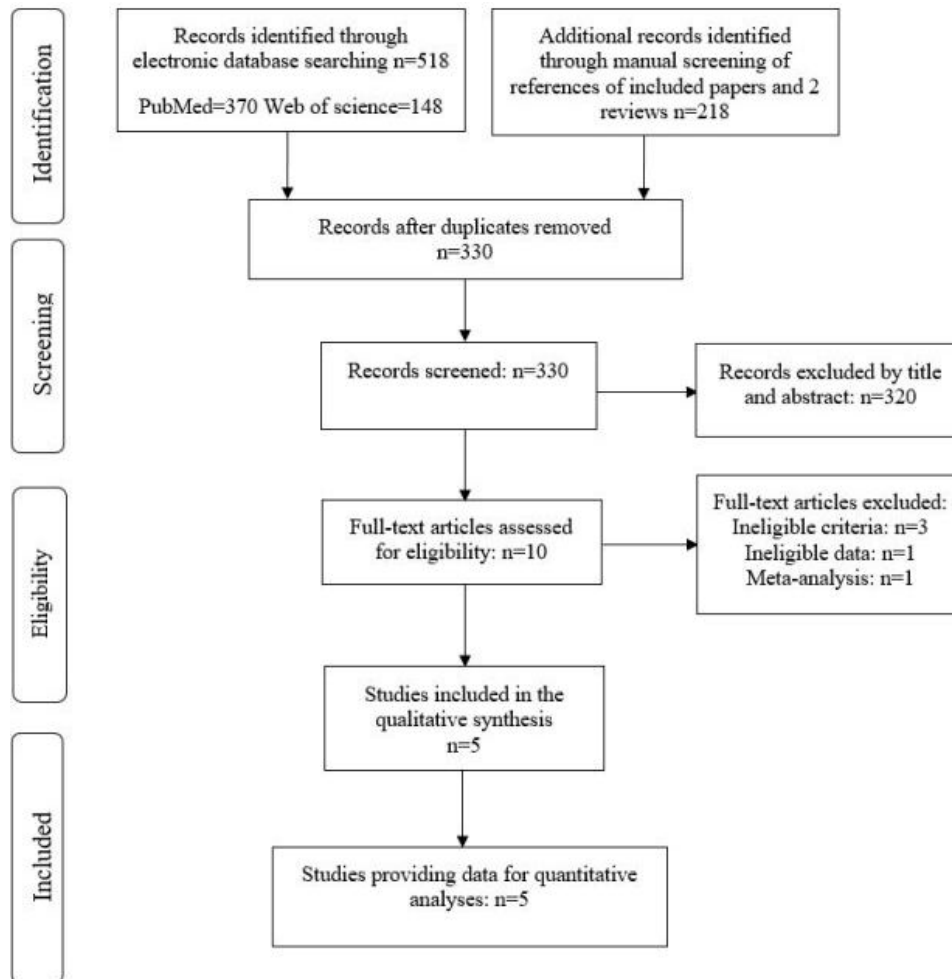 Identification
Records identified through
electronic database searching n=518
PubMed=370 Web of science=148
Additional records identified
through manual screening of
references of included papers and 2
reviews n=218
Records after duplicates removed
n=330
Screening
Records screened: n=330
Records excluded by title
and abstract: n=320
Eligibility
Full-text articles assessed
for eligibility: n=10
Full-text articles excluded:
Ineligible criteria: n=3
Ineligible data: n=1
Meta-analysis: n=1
Studies included in the
qualitative synthesis
n=5
Included
Studies providing data for quantitative
analyses: n=5